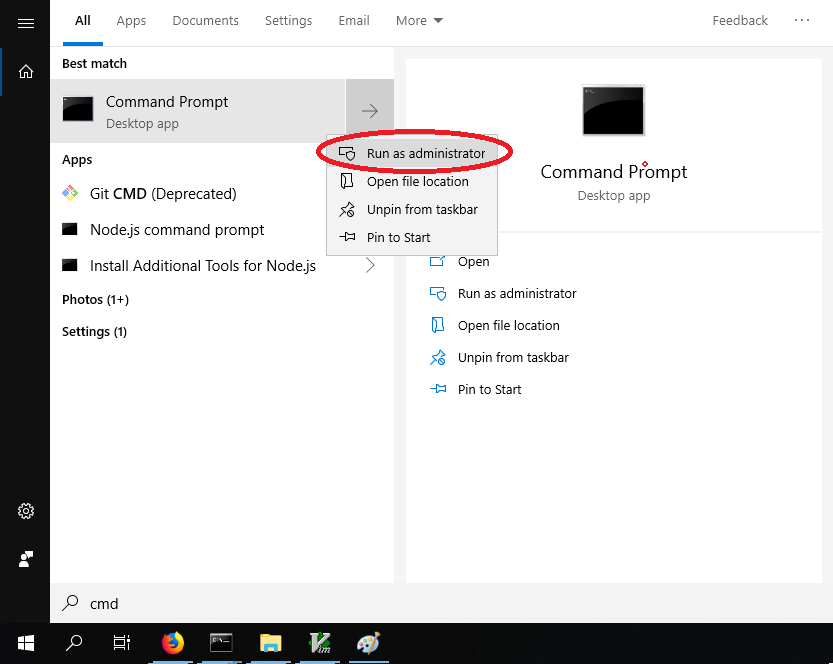 All Apps Documents Settings Email More Feedback ...
Best match
Command Prompt
Desktop app
Apps
Git CMD (Deprecated)
Node.js command prompt
Install Additional Tools for Node.js
Photos (1+)
Settings (1)
Run as administrator
Open file location
Unpin from taskbar
Pin to Start
Command Prompt
Desktop app
Open
Run as administrator
Open file location
Unpin from taskbar
Pin to Start
cmd
Vim